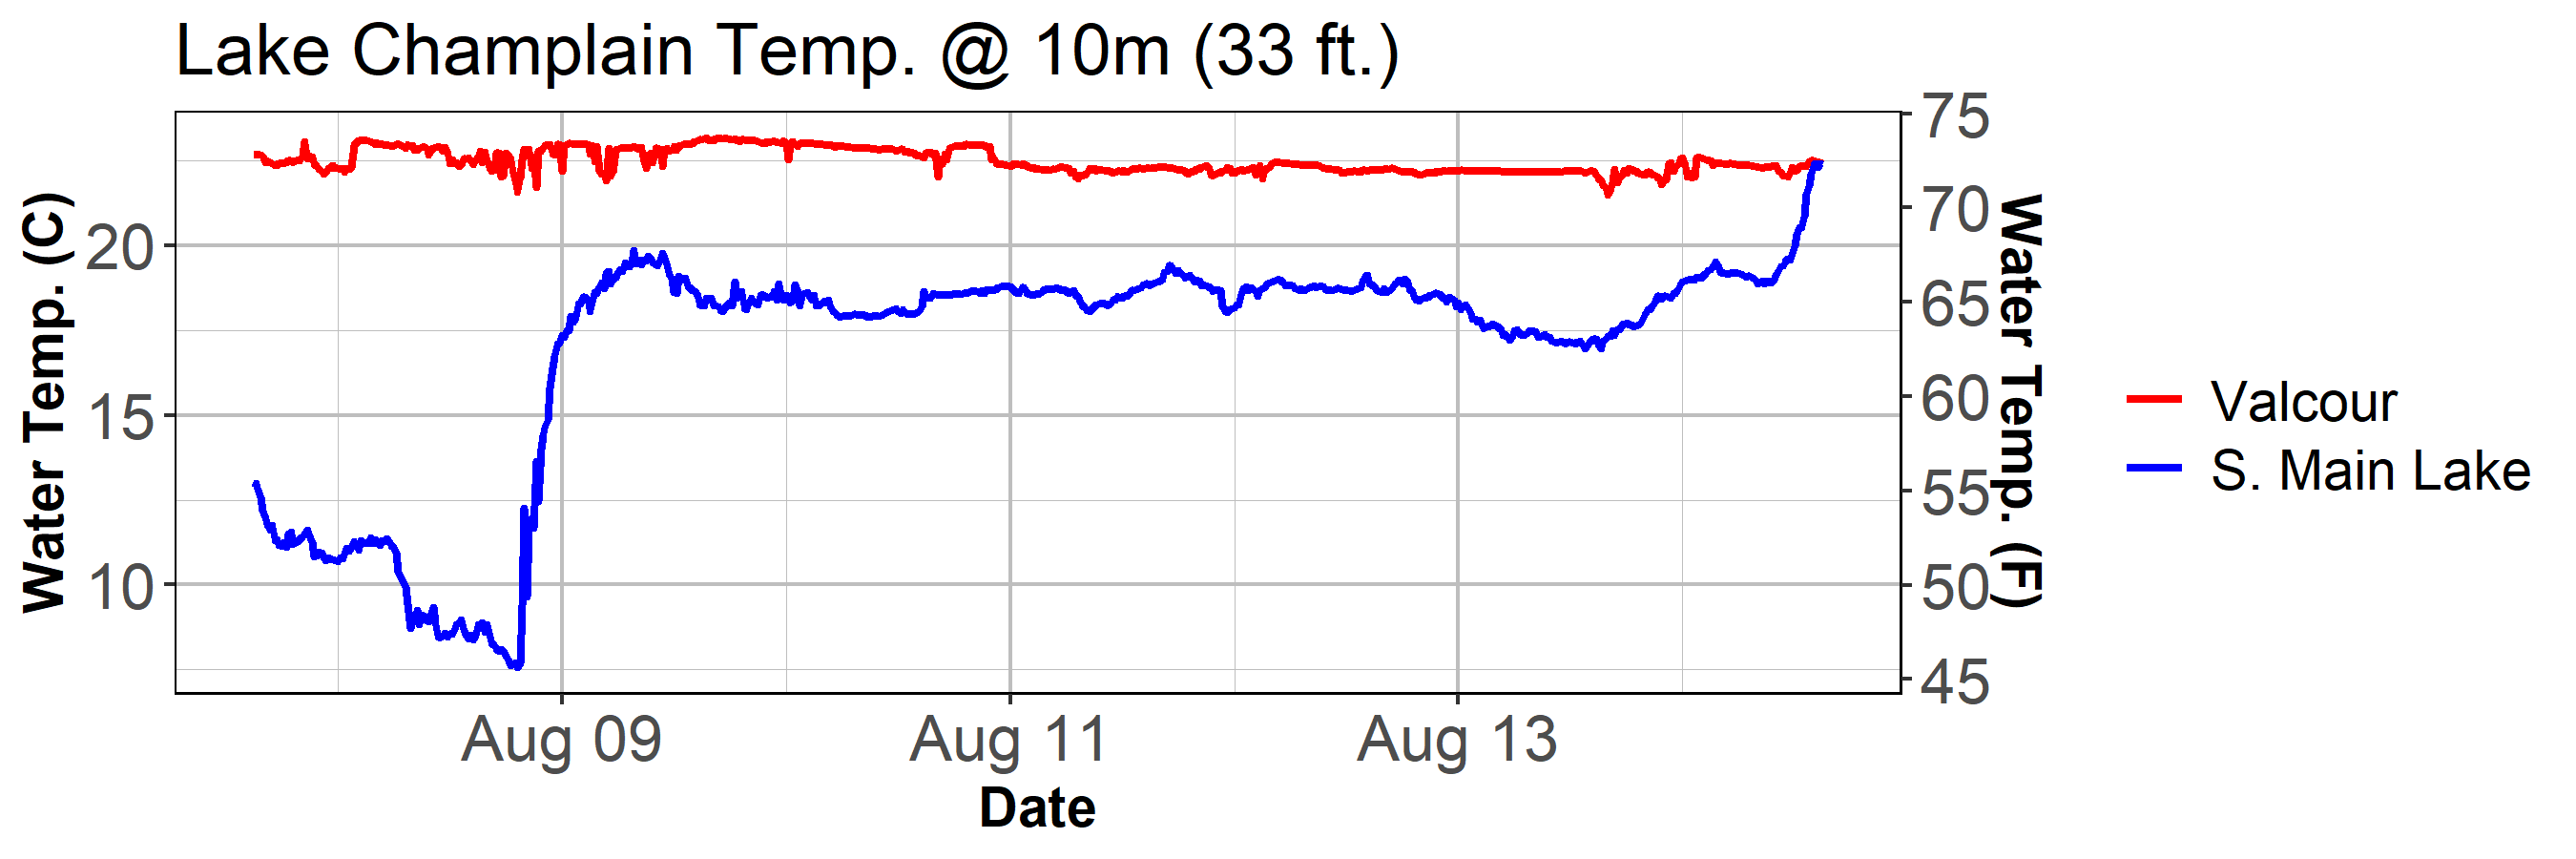 Lake Champlain Temp. @ 10m (33 ft.)
Water Temp. (C)
20
15
10
75
70
65
60
55
50
45
Water Temp. (F)
Aug 09
Aug 11
Aug 13
Date
Valcour
S. Main Lake